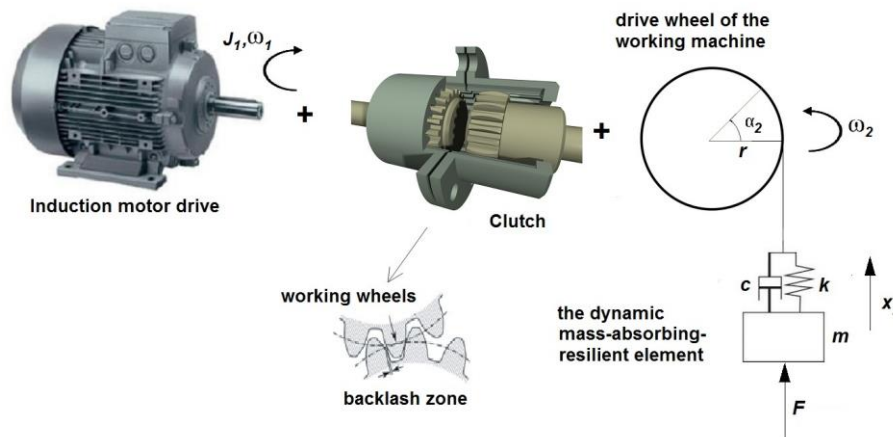 J1,ω1
+
Induction motor drive
Clutch
+
drive wheel of the
working machine
α2
r
ω2
working wheels
backlash zone
the dynamic
mass-absorbing-
resilient element
c
k
m
F